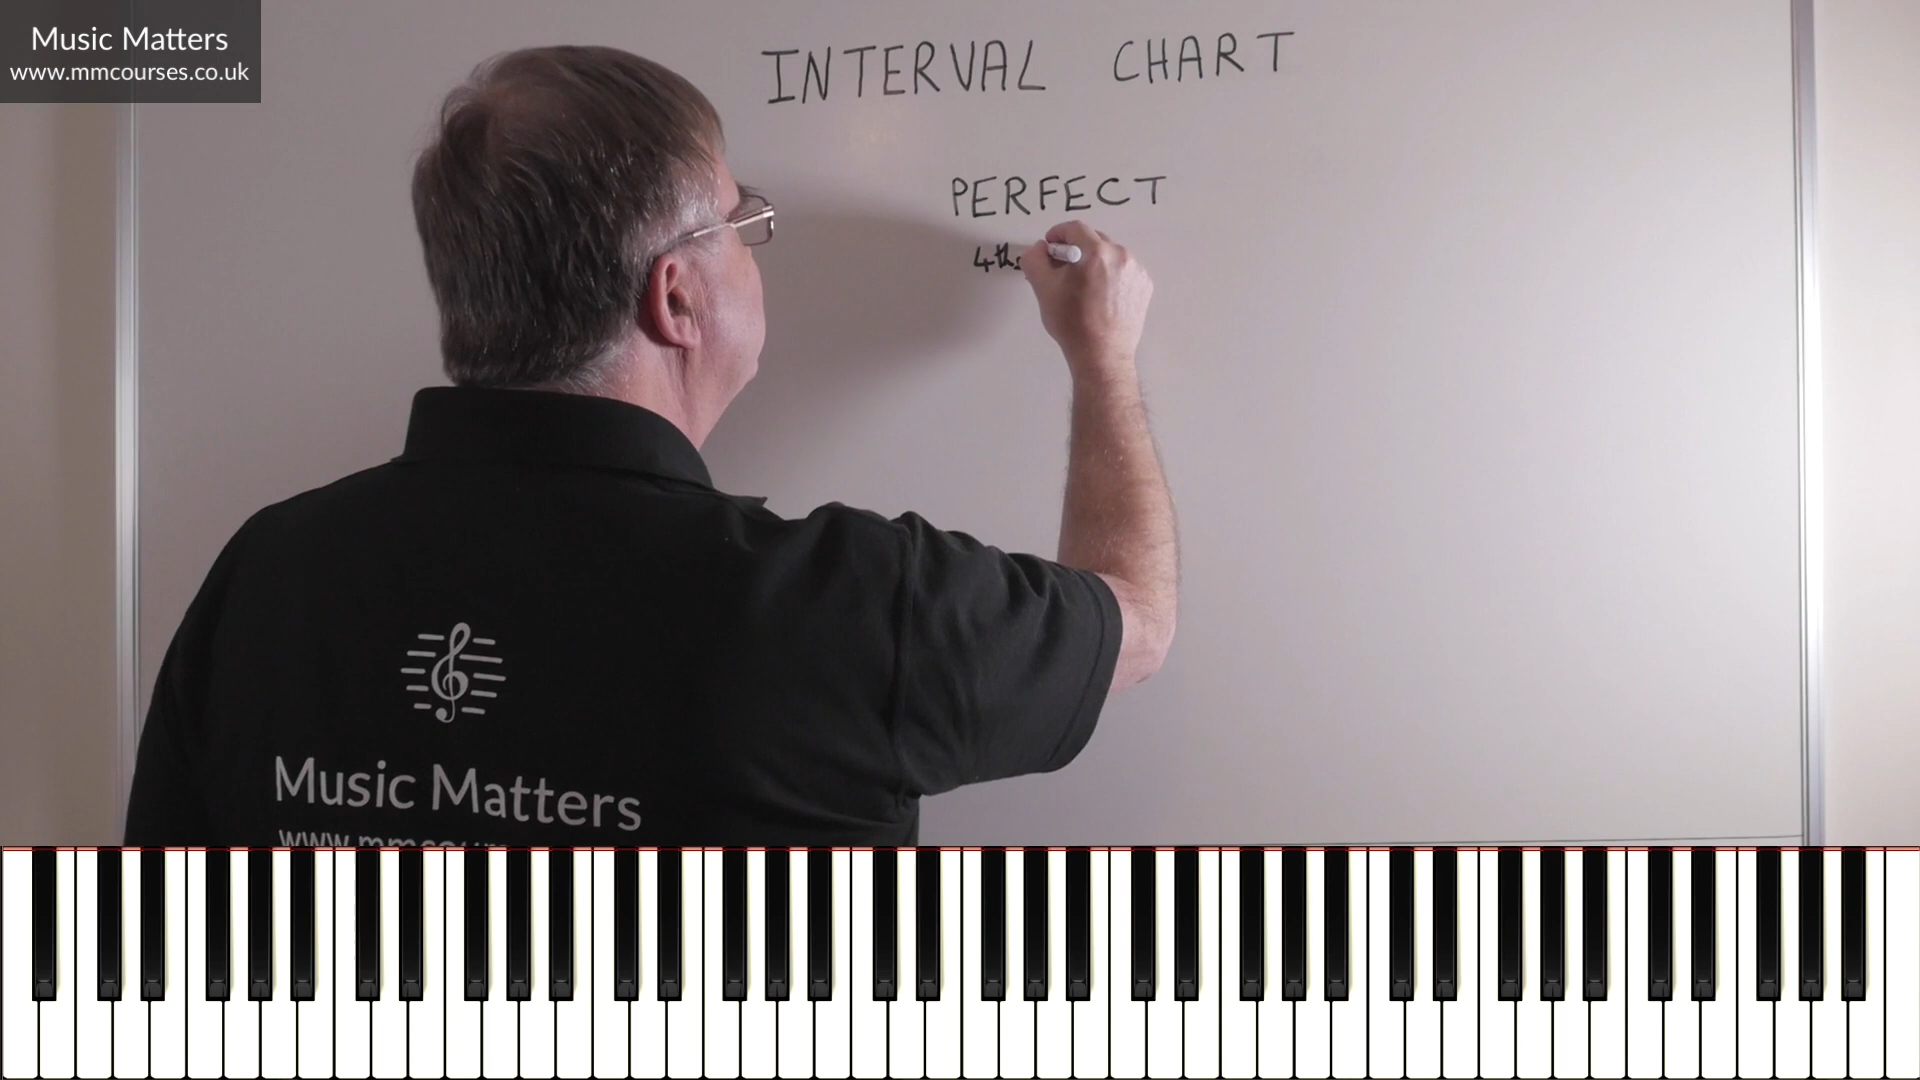 Music Matters
www.mmcourses.co.uk
INTERVAL CHART
PERFECT
4ths
Music Matters